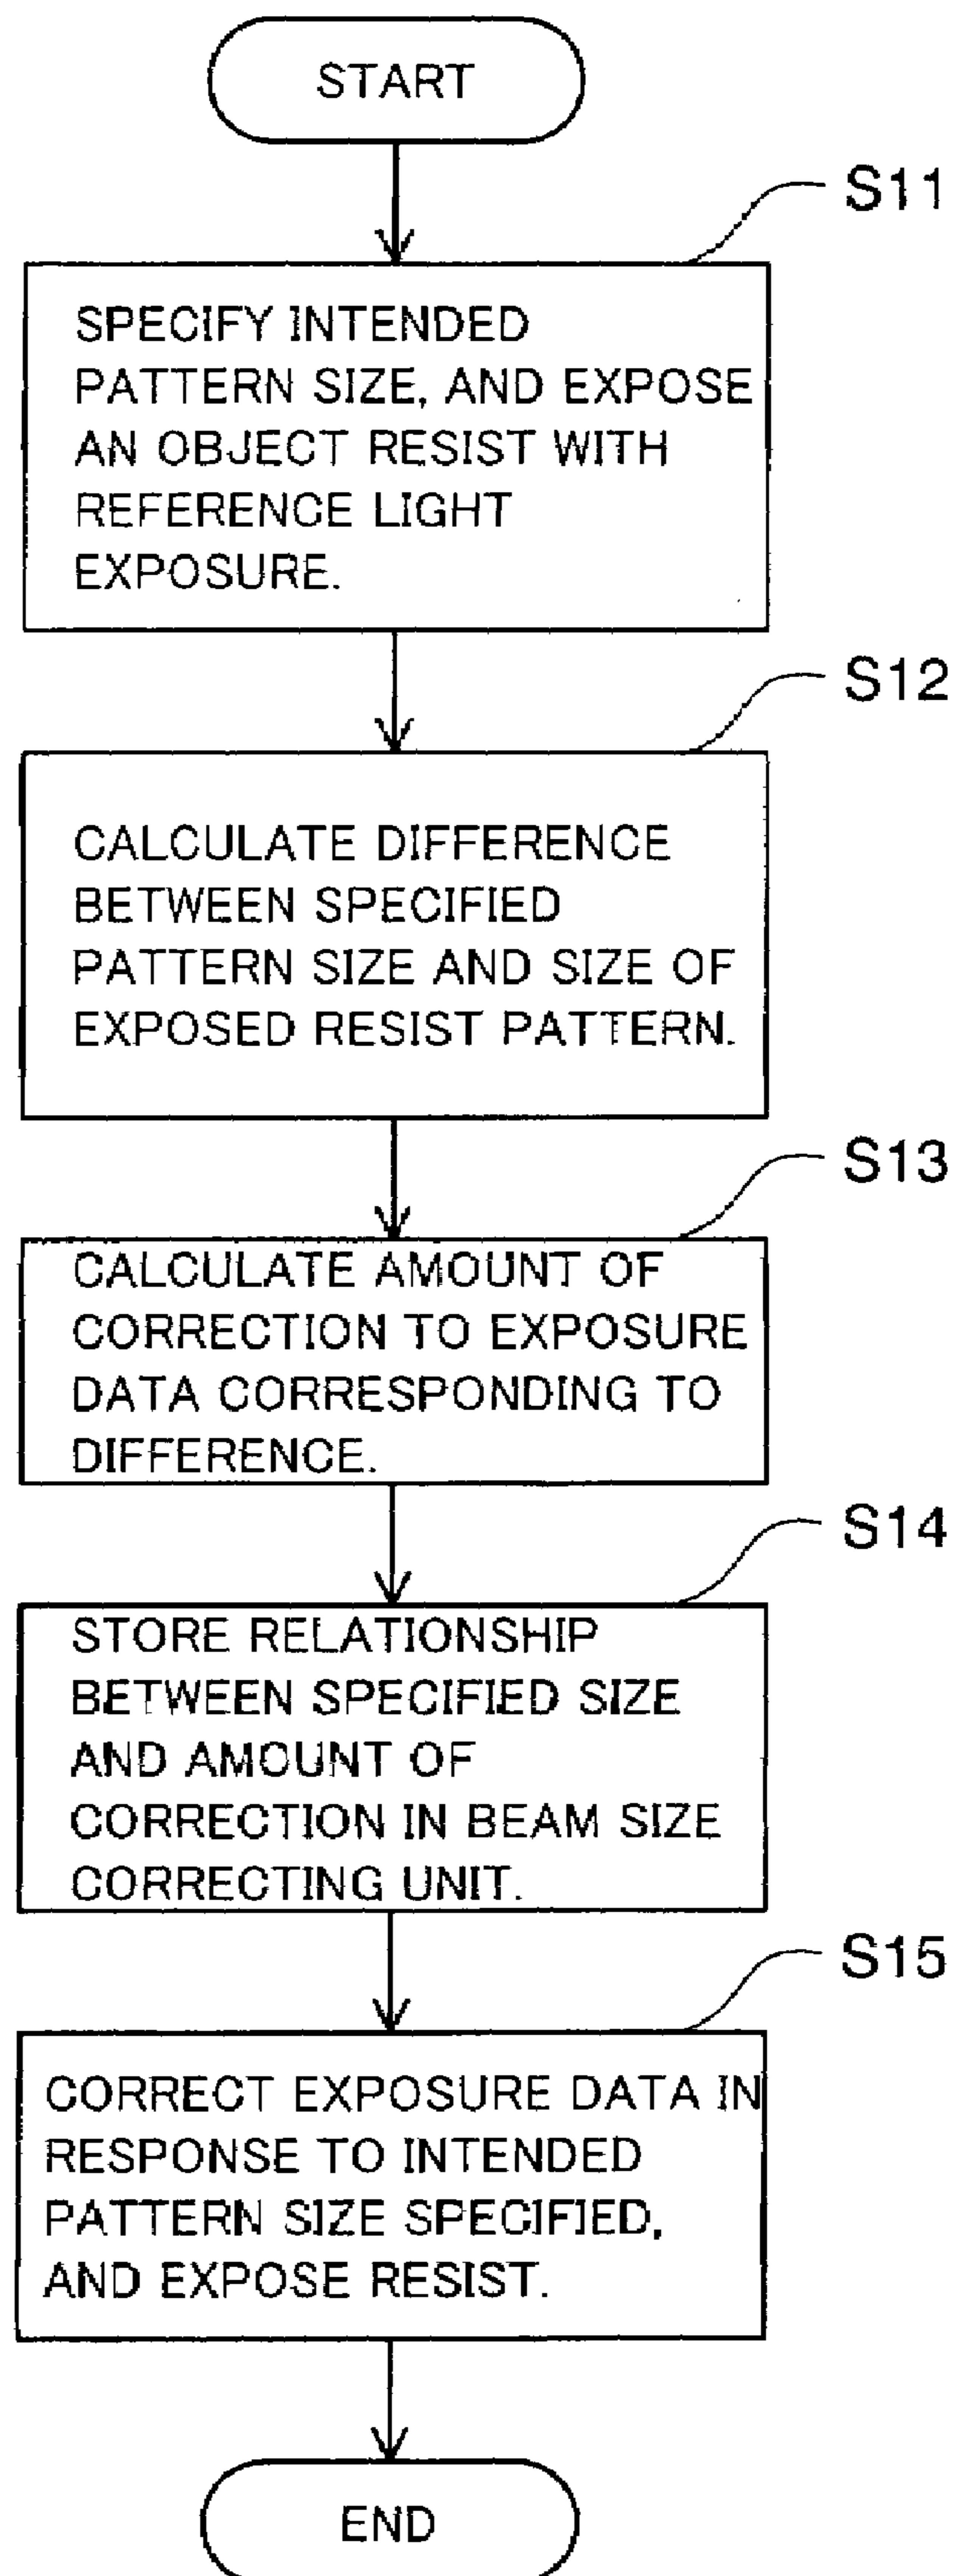 START
S11
SPECIFY INTENDED
PATTERN SIZE, AND EXPOSE
AN OBJECT RESIST WITH
REFERENCE LIGHT
EXPOSURE.
S12
CALCULATE DIFFERENCE
BETWEEN SPECIFIED
PATTERN SIZE AND SIZE OF
EXPOSED RESIST PATTERN.
S13
CALCULATE AMOUNT OF
CORRECTION TO EXPOSURE
DATA CORRESPONDING TO
DIFFERENCE.
S14
STORE RELATIONSHIP
BETWEEN SPECIFIED SIZE
AND AMOUNT OF
CORRECTION IN BEAM SIZE
CORRECTING UNIT.
S15
CORRECT EXPOSURE DATA IN
RESPONSE TO INTENDED
PATTERN SIZE SPECIFIED,
AND EXPOSE RESIST.
END